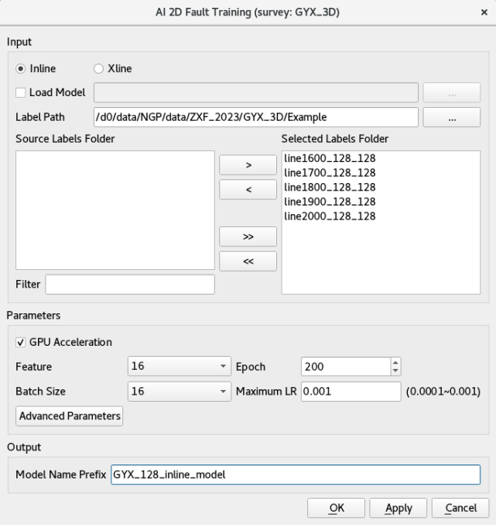 AI 2D Fault Training (survey: GYX_3D)
Input
Inline Xline
Load Model ...
Label Path /d0/data/NGP/data/ZXF_2023/GYX_3D/Example ...
Source Labels Folder Selected Labels Folder
line1600_128_128
>
line1700_128_128
<
line1800_128_128
line1900_128_128
line2000_128_128
>>
<<
Filter
Parameters
GPU Acceleration
Feature 16 Epoch 200
Batch Size 16 Maximum LR 0.001 (0.0001~0.001)
Advanced Parameters
Output
Model Name Prefix GYX_128_inline_model
OK Apply Cancel